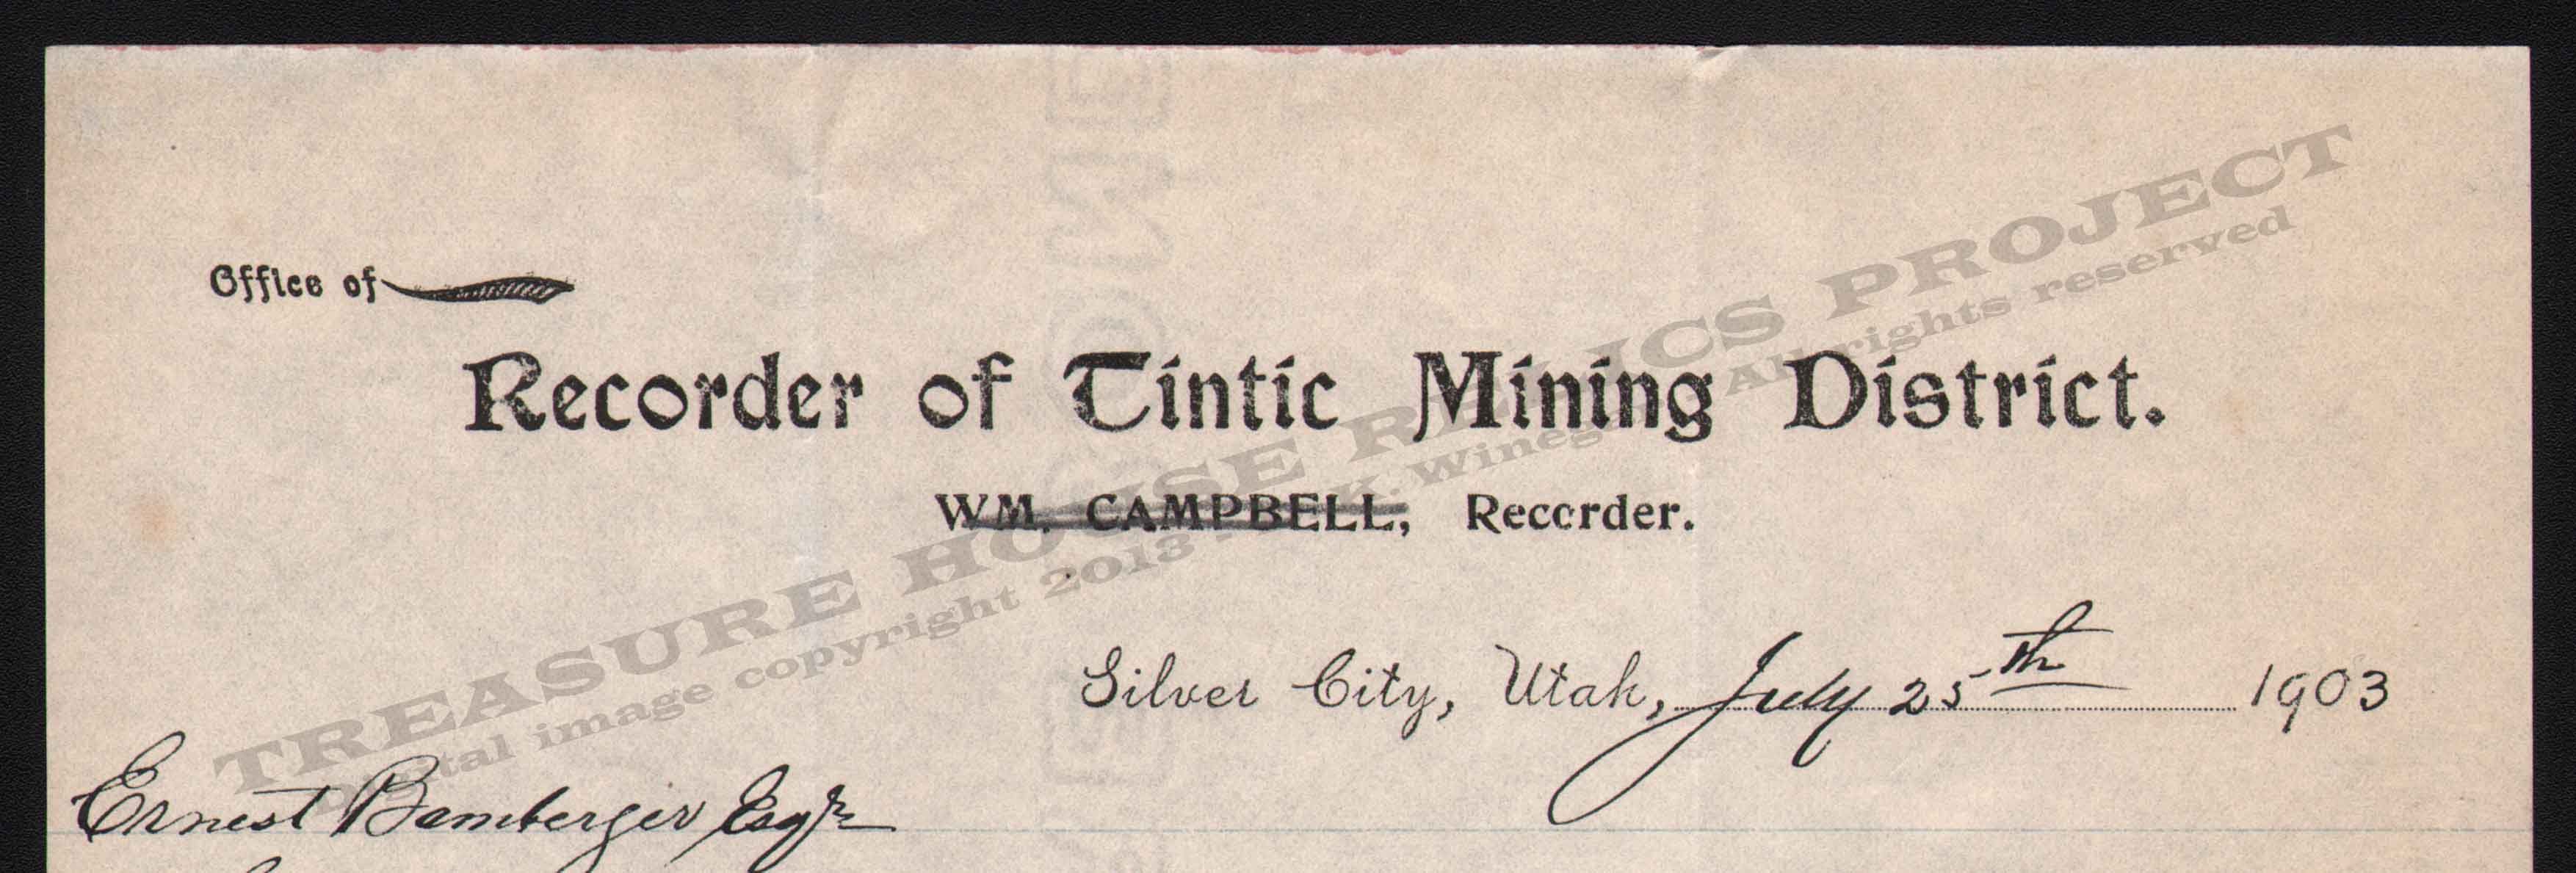 Office of
Recorder of Tintic Mining District.
WM. CAMPBELL, Recorder.
Silver City, Utah, July 25th 1903
Ernest Bamberger Esqr
TREASURE HOUSE RELICS PROJECT
Digital image copyright 2013 - K. Winegar All rights reserved